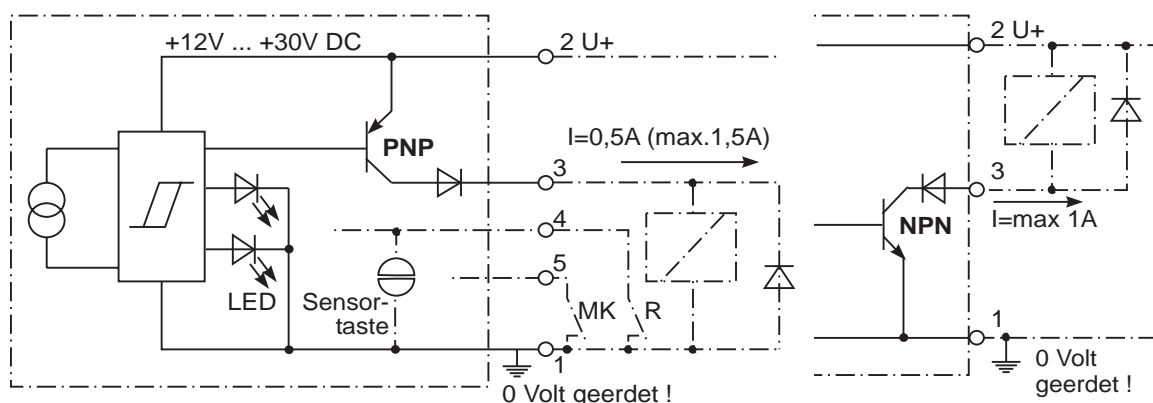 +12V ... +30V DC
2 U+
PNP
I=0,5A (max.1,5A)
3
4
5
LED
Sensor-
taste
MK
R
1
0 Volt geerdet !
2 U+
3
NPN
I=max 1A
1
0 Volt
geerdet !